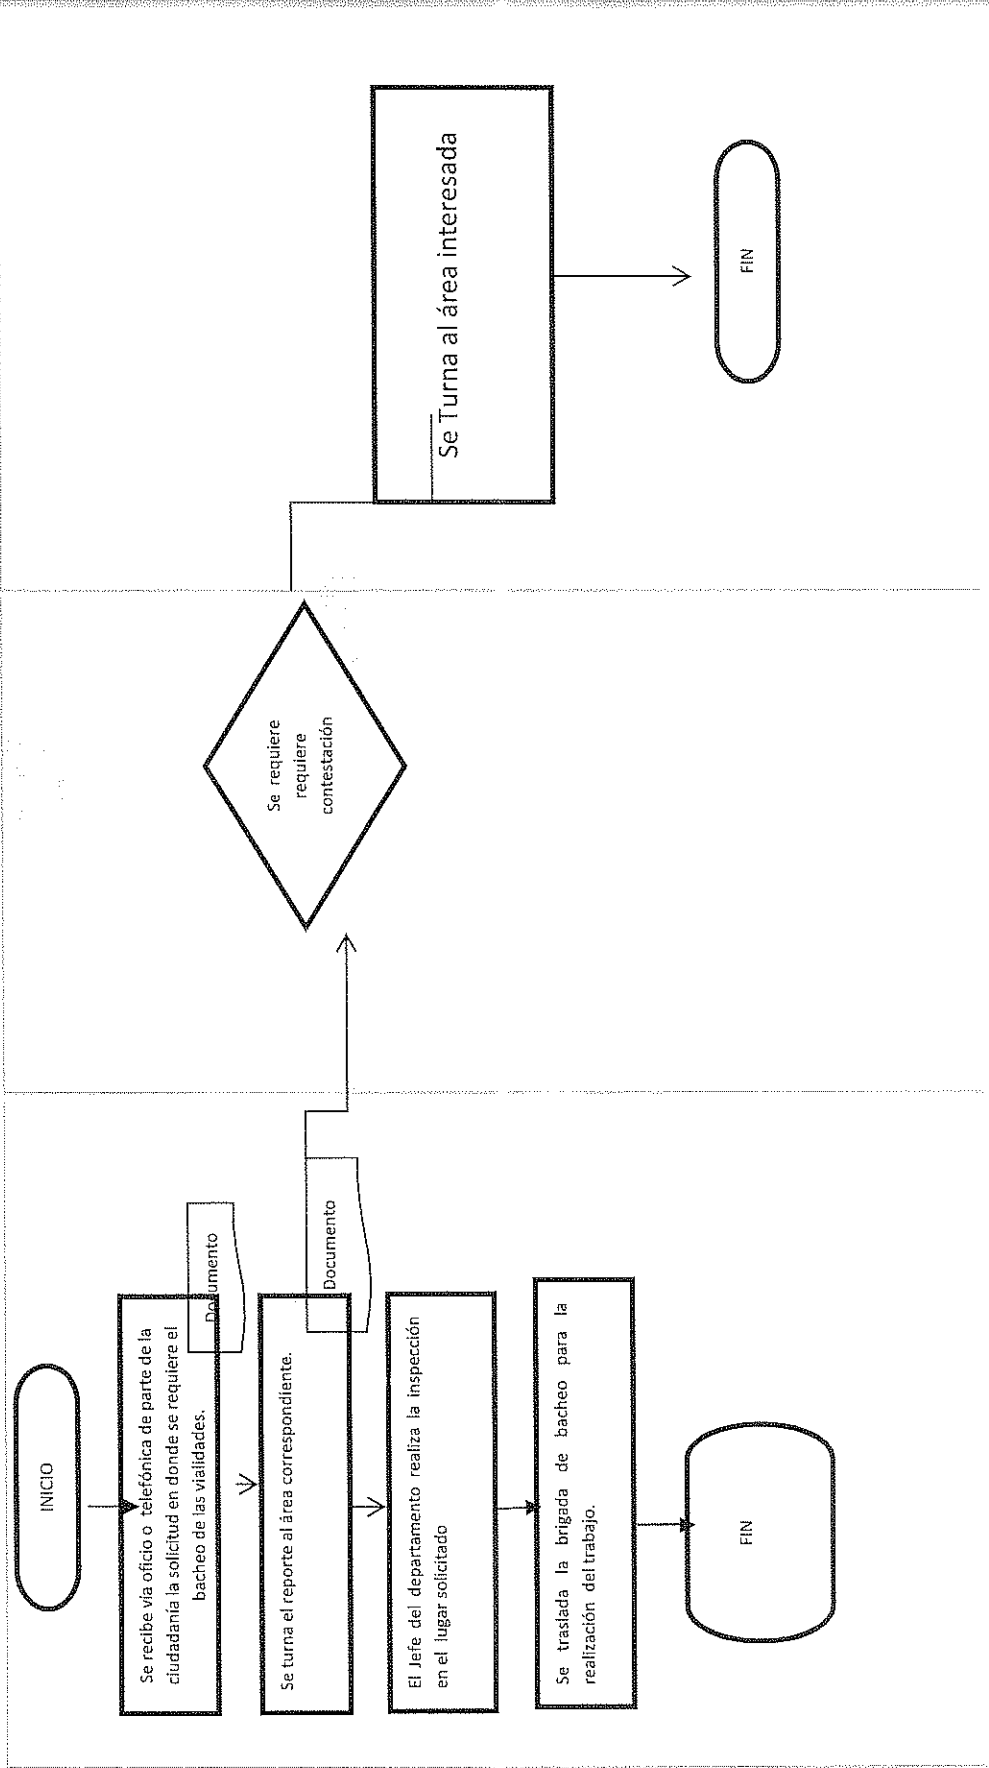 INICIO
Se recibe vía oficio o telefónica de parte de la
ciudadanía la solicitud en donde se requiere el
bacheo de las vialidades.
Documento
Se turna el reporte al área correspondiente.
Documento
El Jefe del departamento realiza la inspección
en el lugar solicitado
Se traslada la brigada de bacheo para la
realización del trabajo.
FIN
Se requiere
requiere
contestación
Se Turna al área interesada
FIN